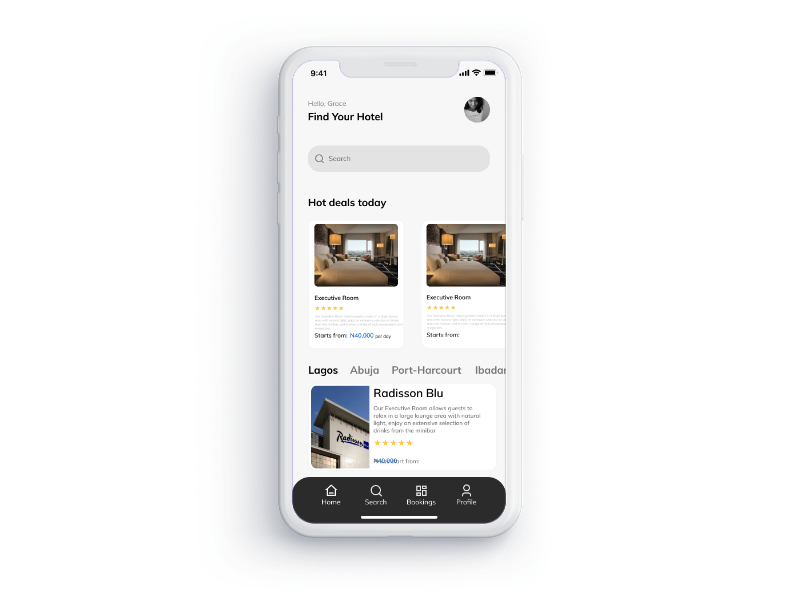 9:41
Hello, Grace
Find Your Hotel
Search
Hot deals today
Executive Room
Starts from: N40,000 per day
Executive Room
Starts from:
Lagos Abuja Port-Harcourt Ibadan
Radisson Blu
Our Executive Room allows guests to
relax in a large lounge area with natural
light, enjoy an extensive selection of
drinks from the minibar
Radisson
N40,000 from:
Home Search Bookings Profile